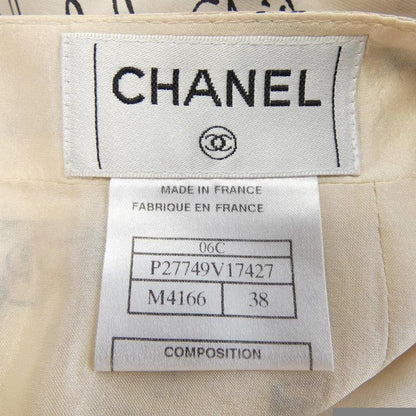 CHANEL
MADE IN FRANCE
FABRIQUE EN FRANCE
06C
P27749V17427
M4166 38
COMPOSITION